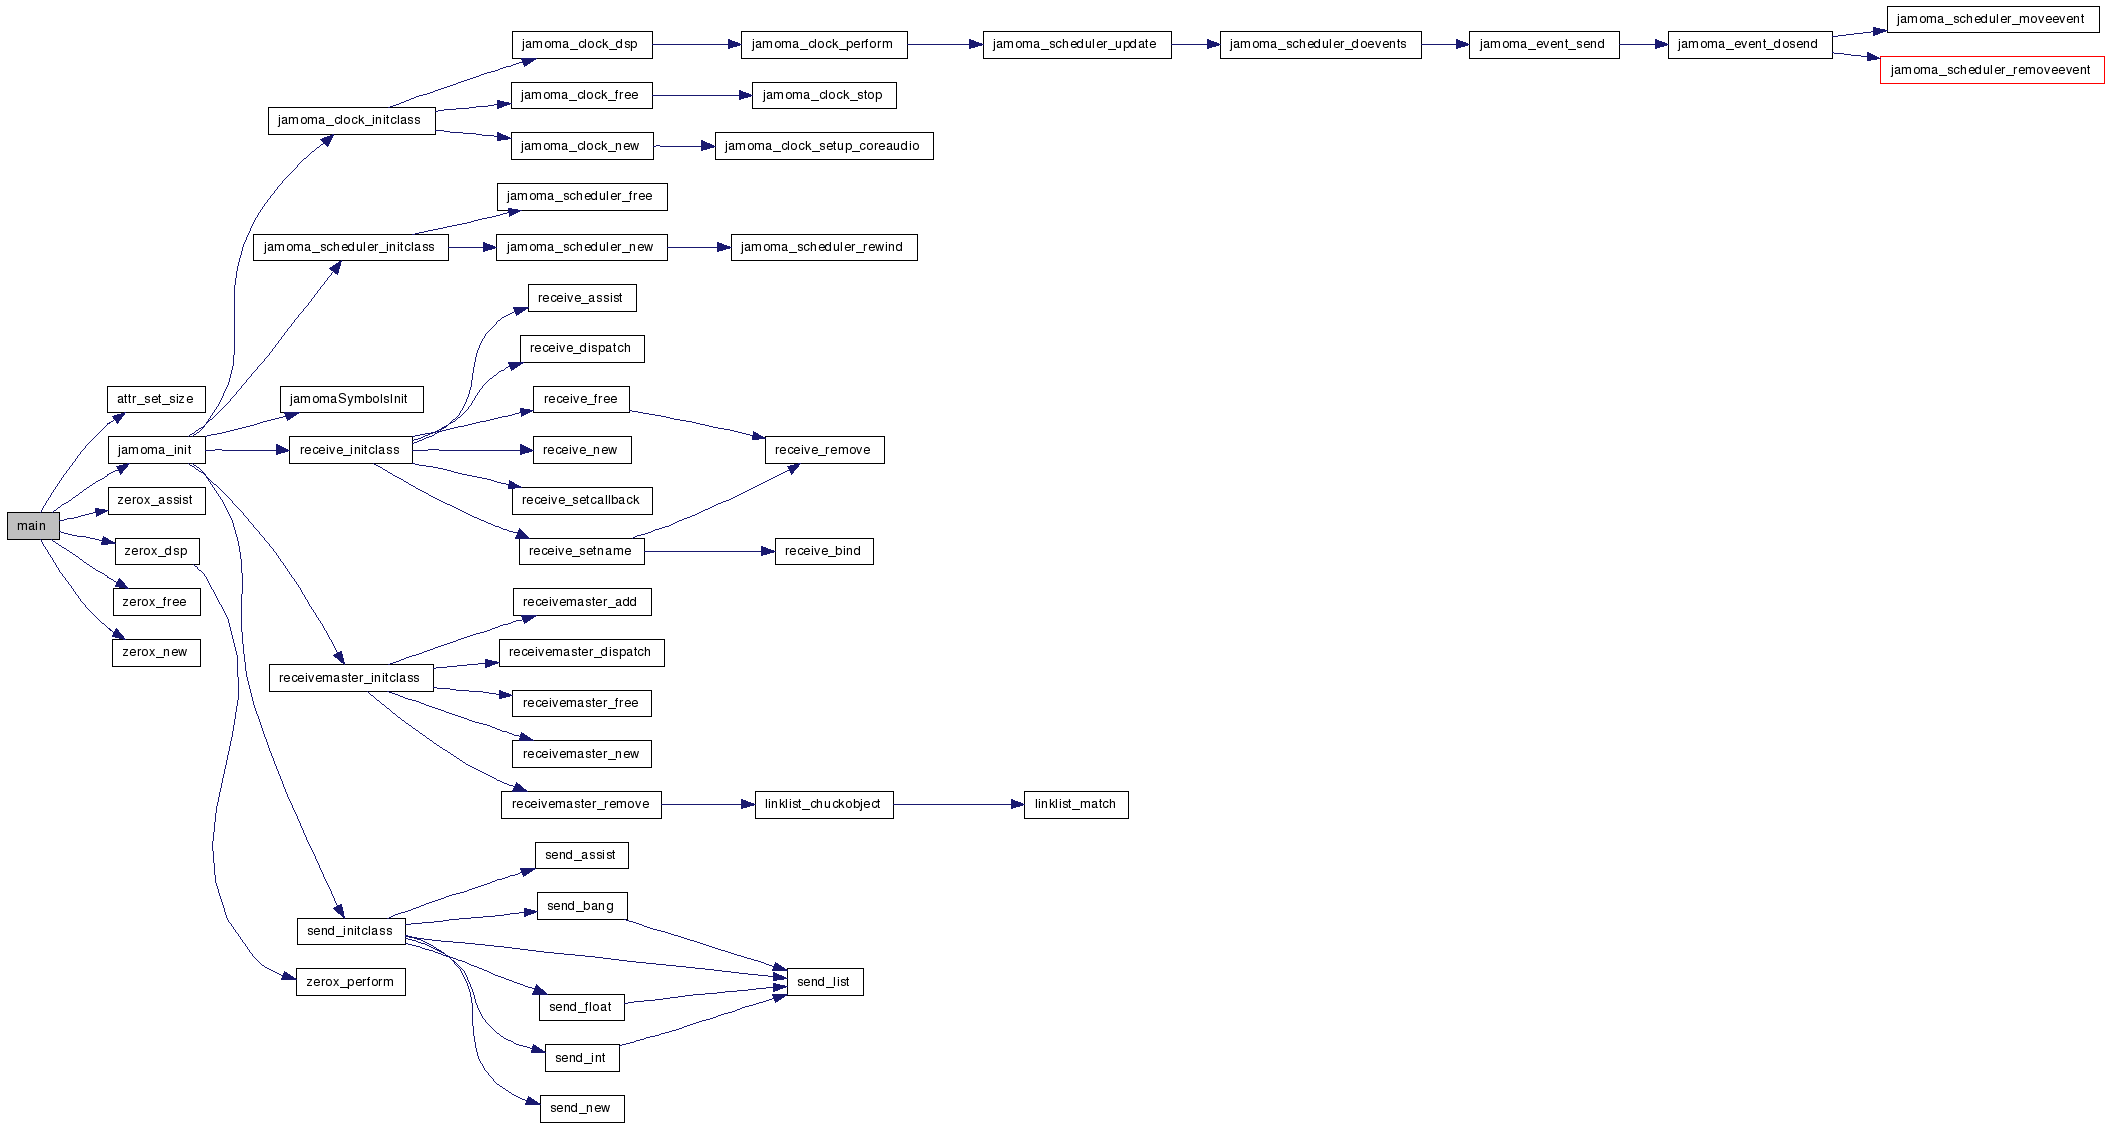 jamoma_scheduler_moveevent
jamoma_clock_dsp
jamoma_clock_perform
jamoma_scheduler_update
jamoma_scheduler_doevents
jamoma_event_send
jamoma_event_dosend
jamoma_scheduler_removeevent
jamoma_clock_free
jamoma_clock_stop
jamoma_clock_initclass
jamoma_clock_new
jamoma_clock_setup_coreaudio
jamoma_scheduler_free
jamoma_scheduler_initclass
jamoma_scheduler_new
jamoma_scheduler_rewind
receive_assist
receive_dispatch
attr_set_size
jamomaSymbolsInit
receive_free
jamoma_init
receive_initclass
receive_new
receive_remove
zerox_assist
receive_setcallback
main
zerox_dsp
receive_setname
receive_bind
zerox_free
receivemaster_add
zerox_new
receivemaster_dispatch
receivemaster_initclass
receivemaster_free
receivemaster_new
receivemaster_remove
linklist_chuckobject
linklist_match
send_assist
send_bang
send_initclass
zerox_perform
send_list
send_float
send_int
send_new